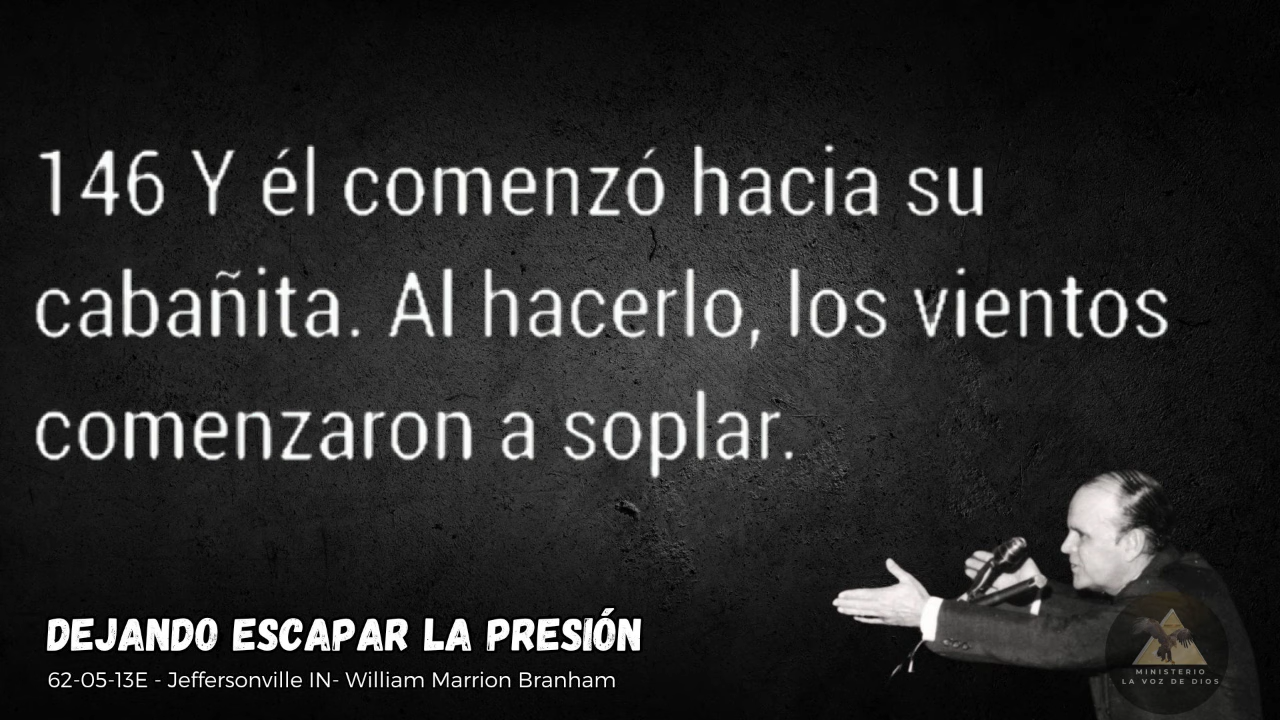 146 Y él comenzó hacia su
cabañita. Al hacerlo, los vientos
comenzaron a soplar.
DEJANDO ESCAPAR LA PRESIÓN
62-05-13E - Jeffersonville IN- William Marrion Branham
MINISTERIO
LA VOZ DE DIOS